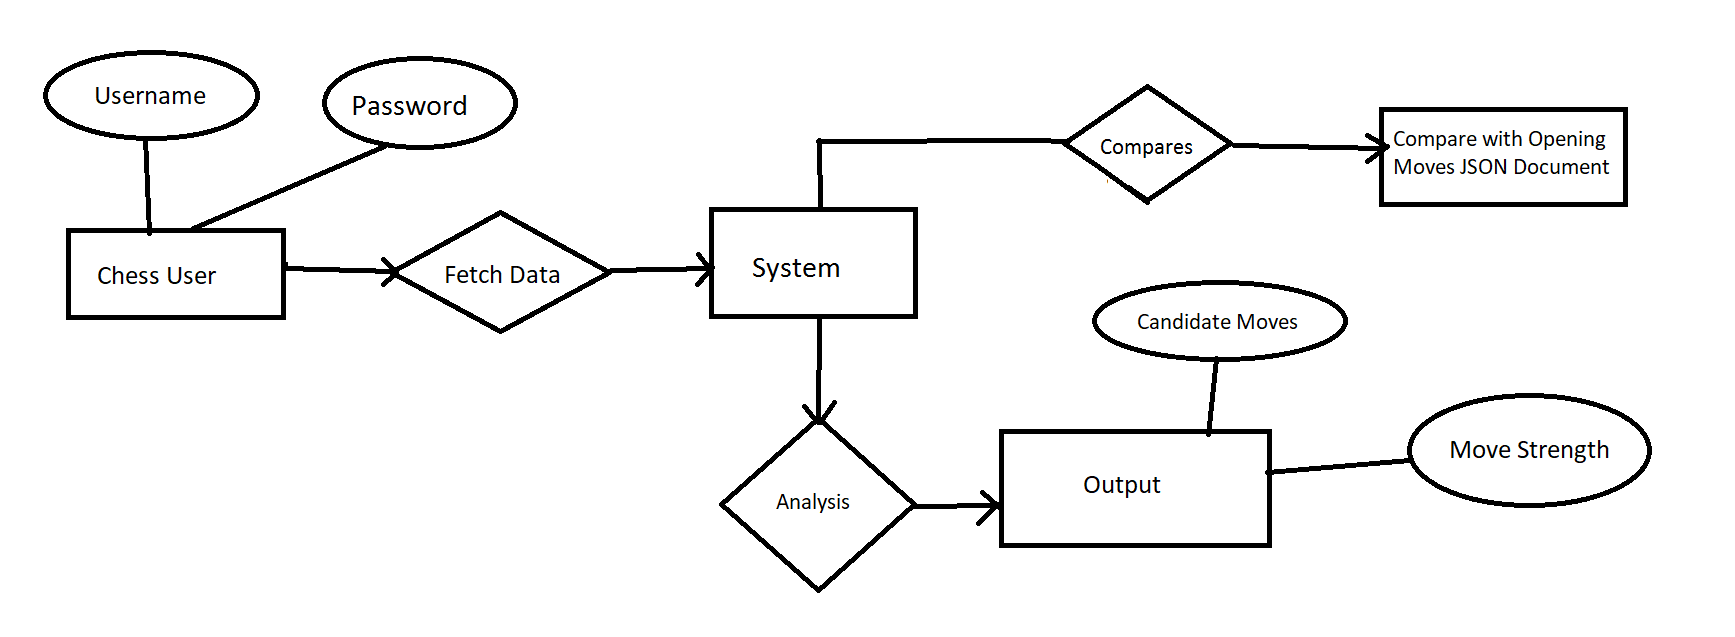 Username
Password
Chess User
Fetch Data
System
Compares
Compare with Opening
Moves JSON Document
Candidate Moves
Move Strength
Analysis
Output